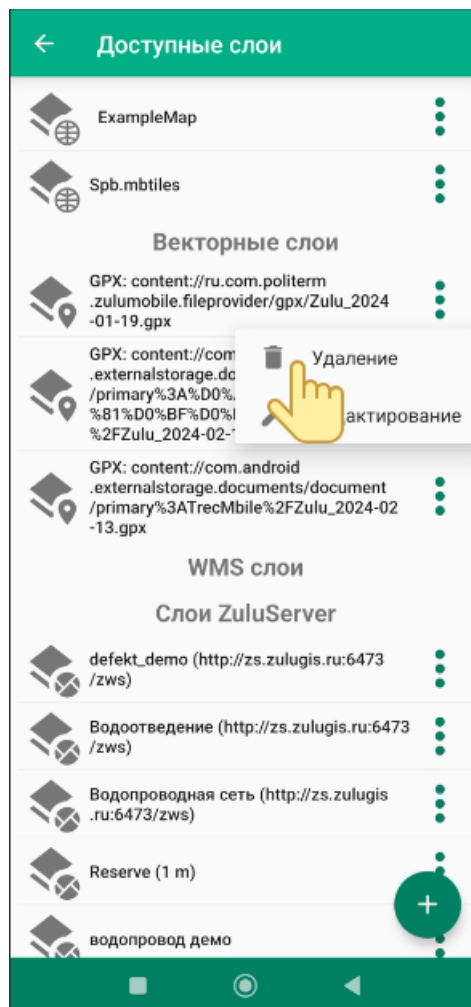 Доступные слои
ExampleMap
Spb.mbtiles
Векторные слои
GPX: content://ru.com.politerm
.zulumobile.fileprovider/gpx/Zulu_2024
-01-19.gpx
GPX: content://com
.externalstorage.do
/primary%3A%D0%
%81%D0%BF%D0%
%2FZulu_2024-02-
Удаление
актирование
GPX: content://com.android
.externalstorage.documents/document
/primary%3ATrecMbile%2FZulu_2024-02
-13.gpx
WMS слои
Слои ZuluServer
defekt_demo (http://zs.zulugis.ru:6473
/zws)
Водоотведение (http://zs.zulugis.ru:6473
/zws)
Водопроводная сеть (http://zs.zulugis
.ru:6473/zws)
Reserve (1 m)
водопровод демо